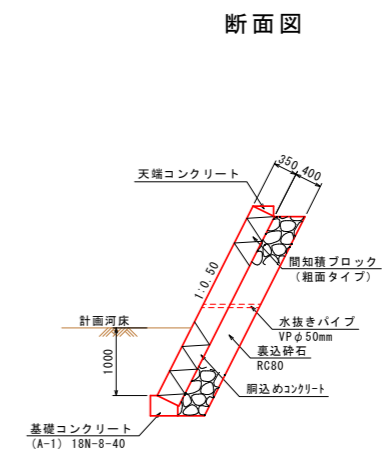 断面図
350
400
天端コンクリート
間知積ブロック
(粗面タイプ)
1:0.50
計画河床
水抜きパイプ
VPφ50mm
1000
裏込砕石
RC80
胴込めコンクリート
基礎コンクリート
(A-1) 18N-8-40